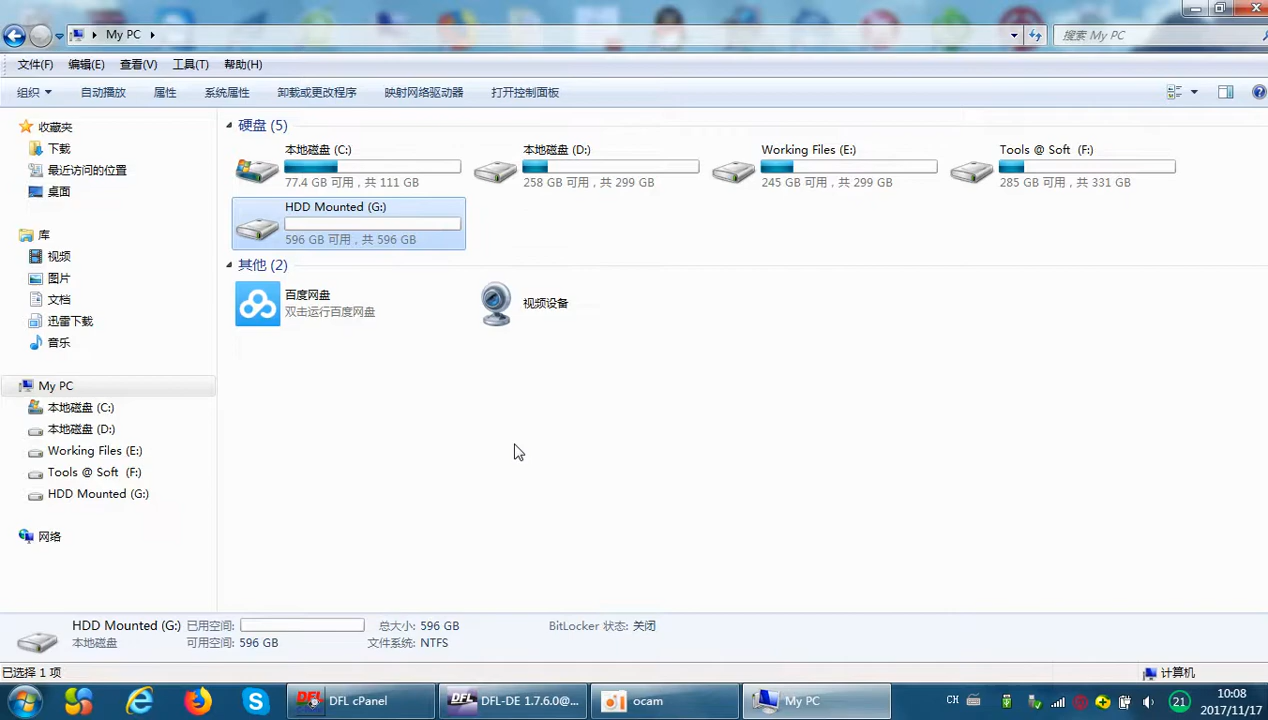 My PC
搜索 My PC
文件(F) 编辑(E) 查看(V) 工具(T) 帮助(H)
组织 自动播放 属性 系统属性 卸载或更改程序 映射网络驱动器 打开控制面板
收藏夹
下载
最近访问的位置
桌面
库
视频
图片
文档
迅雷下载
音乐
My PC
本地磁盘 (C:)
本地磁盘 (D:)
Working Files (E:)
Tools @ Soft (F:)
HDD Mounted (G:)
网络
硬盘 (5)
本地磁盘 (C:)
77.4 GB 可用 , 共 111 GB
本地磁盘 (D:)
258 GB 可用 , 共 299 GB
Working Files (E:)
245 GB 可用 , 共 299 GB
Tools @ Soft (F:)
285 GB 可用 , 共 331 GB
HDD Mounted (G:)
596 GB 可用 , 共 596 GB
其他 (2)
百度网盘
双击运行百度网盘
视频设备
HDD Mounted (G:) 已用空间: 总大小: 596 GB BitLocker 状态: 关闭
本地磁盘 可用空间: 596 GB 文件系统: NTFS
已选择 1 项 计算机
DFL cPanel DFL-DE 1.7.6.0@... ocam My PC CH 21 10:08
2017/11/17